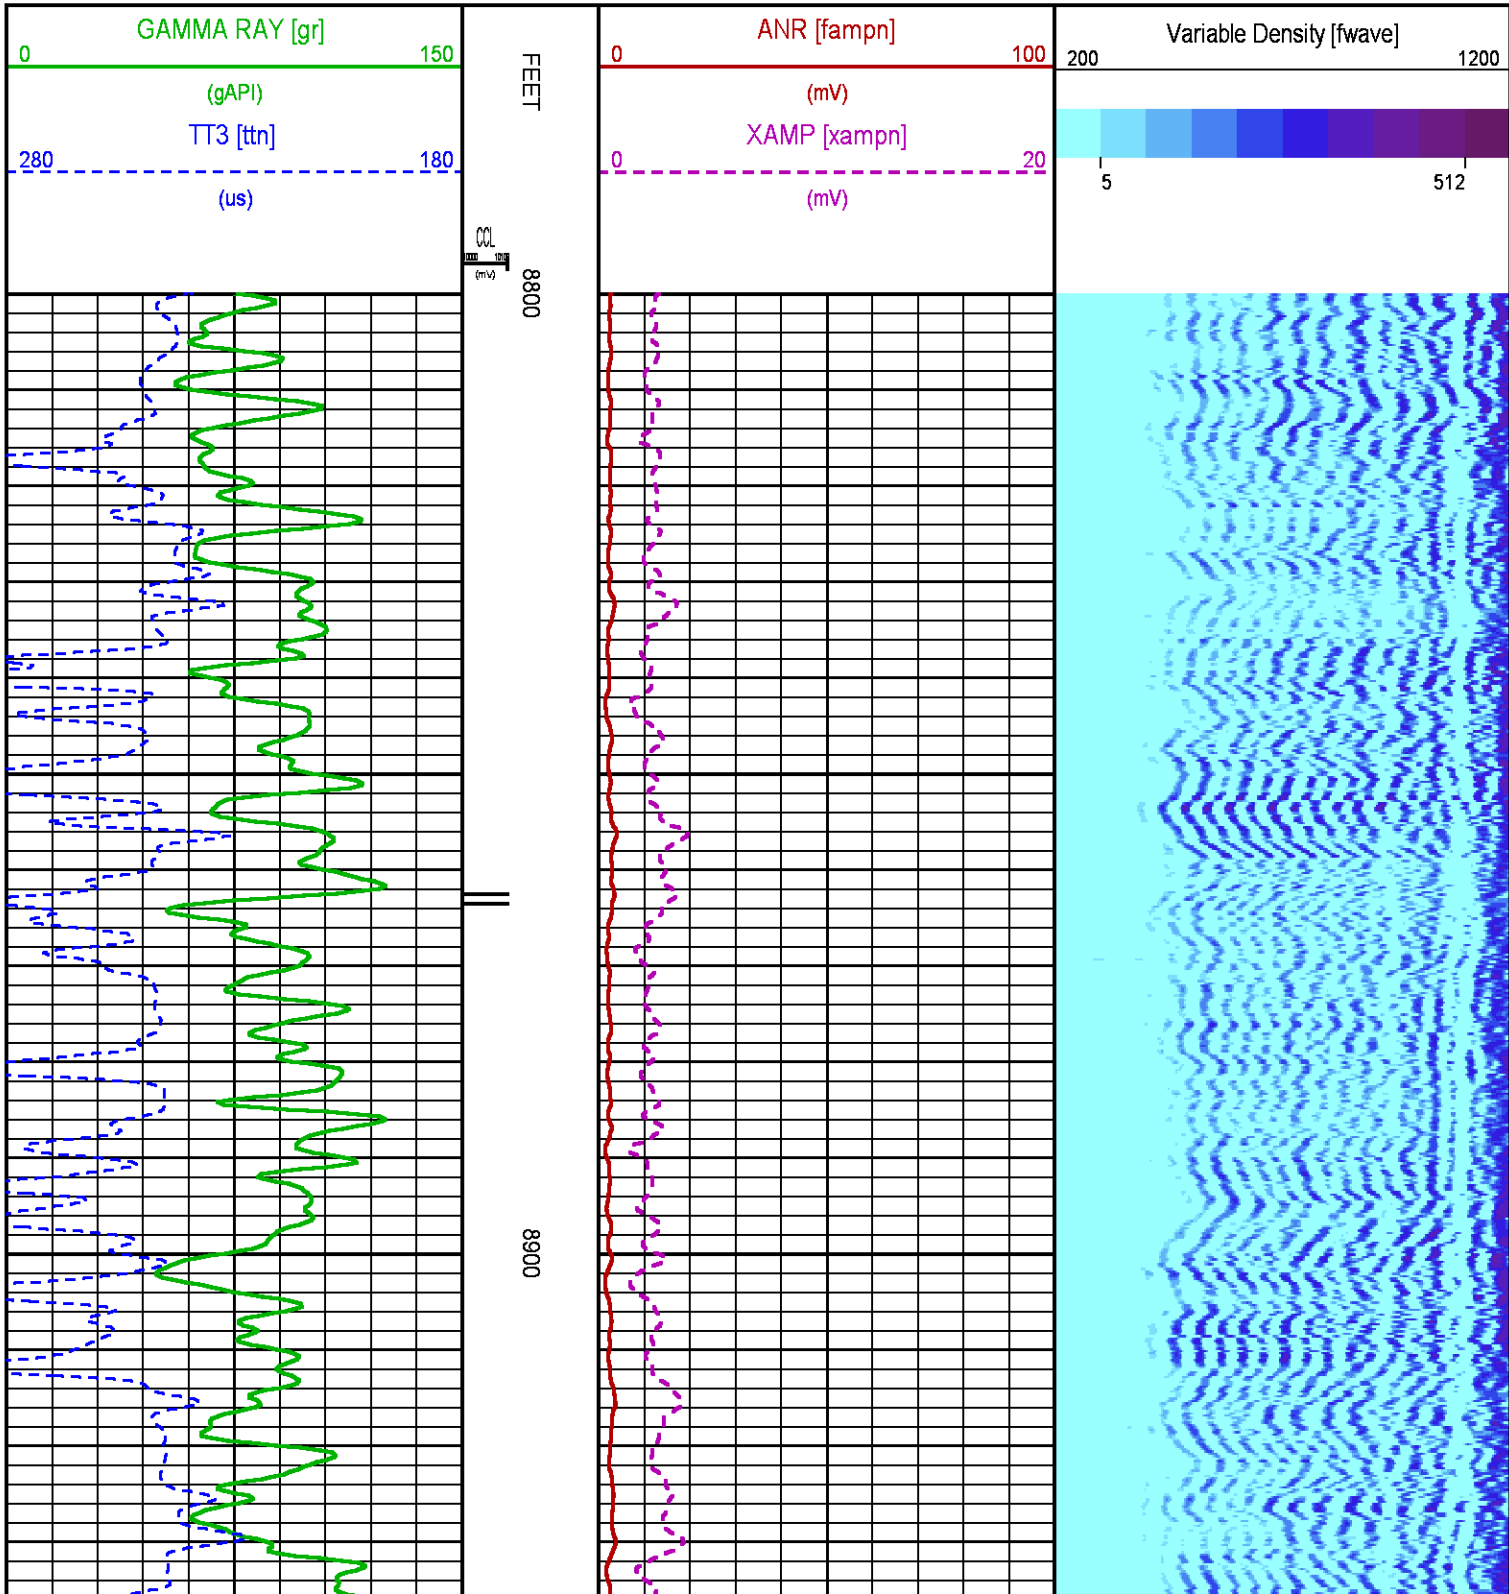 GAMMA RAY [gr]
0 150
(gAPI)
TT3 [ttn]
280 180
(us)
FEET
CCL
(mV)
ANR [fampn]
0 100
(mV)
XAMP [xampn]
0 20
(mV)
Variable Density [fwave]
200 1200
5 512
8800
8900